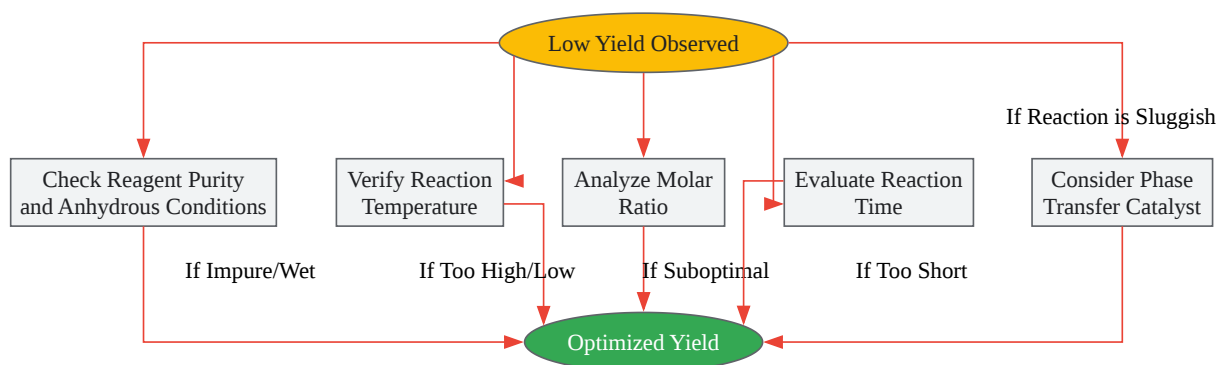 Low Yield Observed
If Reaction is Sluggish
Check Reagent Purity
and Anhydrous Conditions
Verify Reaction
Temperature
Analyze Molar
Ratio
Evaluate Reaction
Time
Consider Phase
Transfer Catalyst
If Impure/Wet
If Too High/Low
If Suboptimal
If Too Short
Optimized Yield